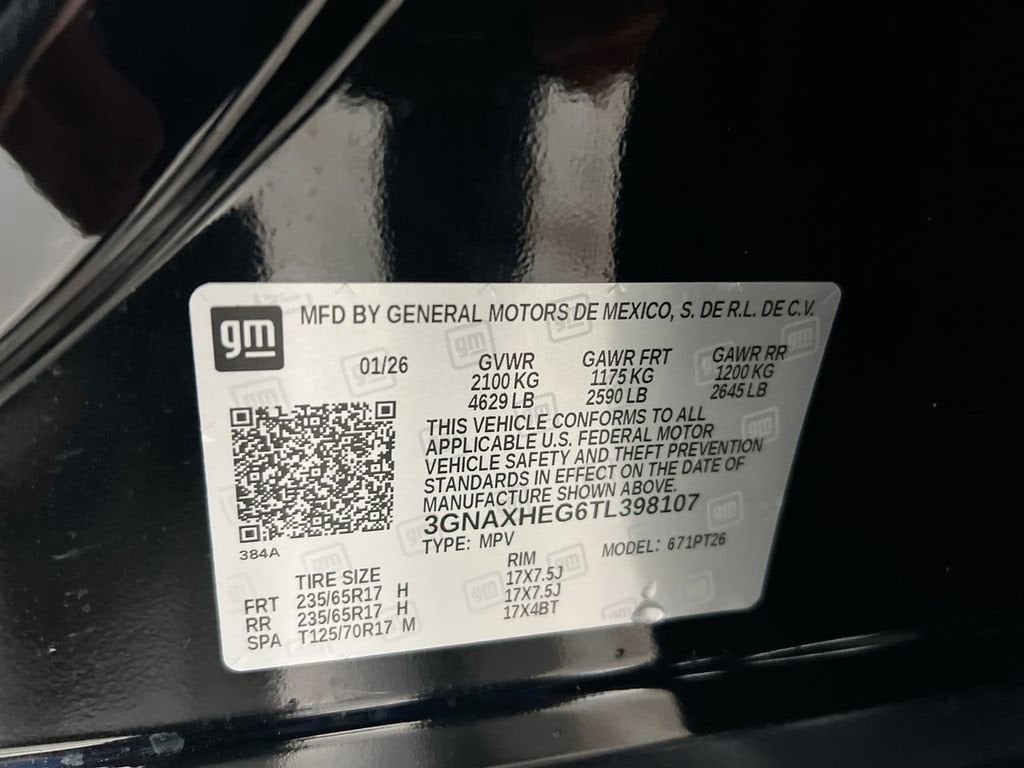 gm MFD BY GENERAL MOTORS DE MEXICO, S. DE R.L. DE C.V.
01/26 GVWR GAWR FRT GAWR RR
2100 KG 1175 KG 1200 KG
4629 LB 2590 LB 2645 LB
THIS VEHICLE CONFORMS TO ALL
APPLICABLE U.S. FEDERAL MOTOR
VEHICLE SAFETY AND THEFT PREVENTION
STANDARDS IN EFFECT ON THE DATE OF
MANUFACTURE SHOWN ABOVE.
3GNAXHEG6TL398107
384A TYPE: MPV MODEL: 671PT26
TIRE SIZE RIM
FRT 235/65R17 H 17X7.5J
RR 235/65R17 H 17X7.5J
SPA T125/70R17 M 17X4BT